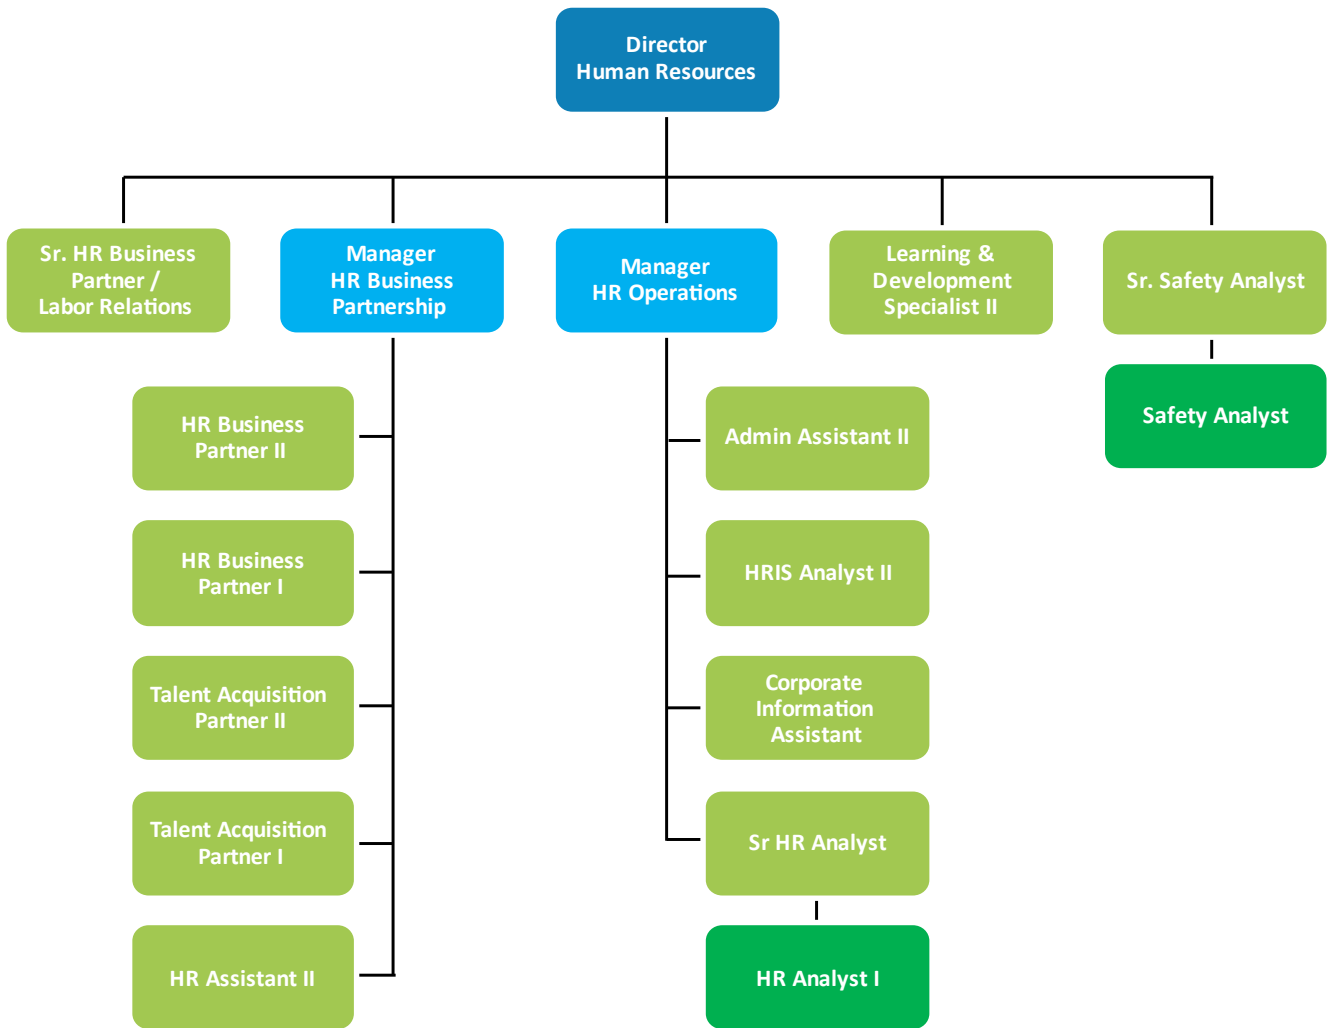 Director
Human Resources
Sr. HR Business
Partner /
Labor Relations
Manager
HR Business
Partnership
Manager
HR Operations
Learning &
Development
Specialist II
Sr. Safety Analyst
Safety Analyst
HR Business
Partner II
HR Business
Partner I
Talent Acquisition
Partner II
Talent Acquisition
Partner I
HR Assistant II
Admin Assistant II
HRIS Analyst II
Corporate
Information
Assistant
Sr HR Analyst
HR Analyst I